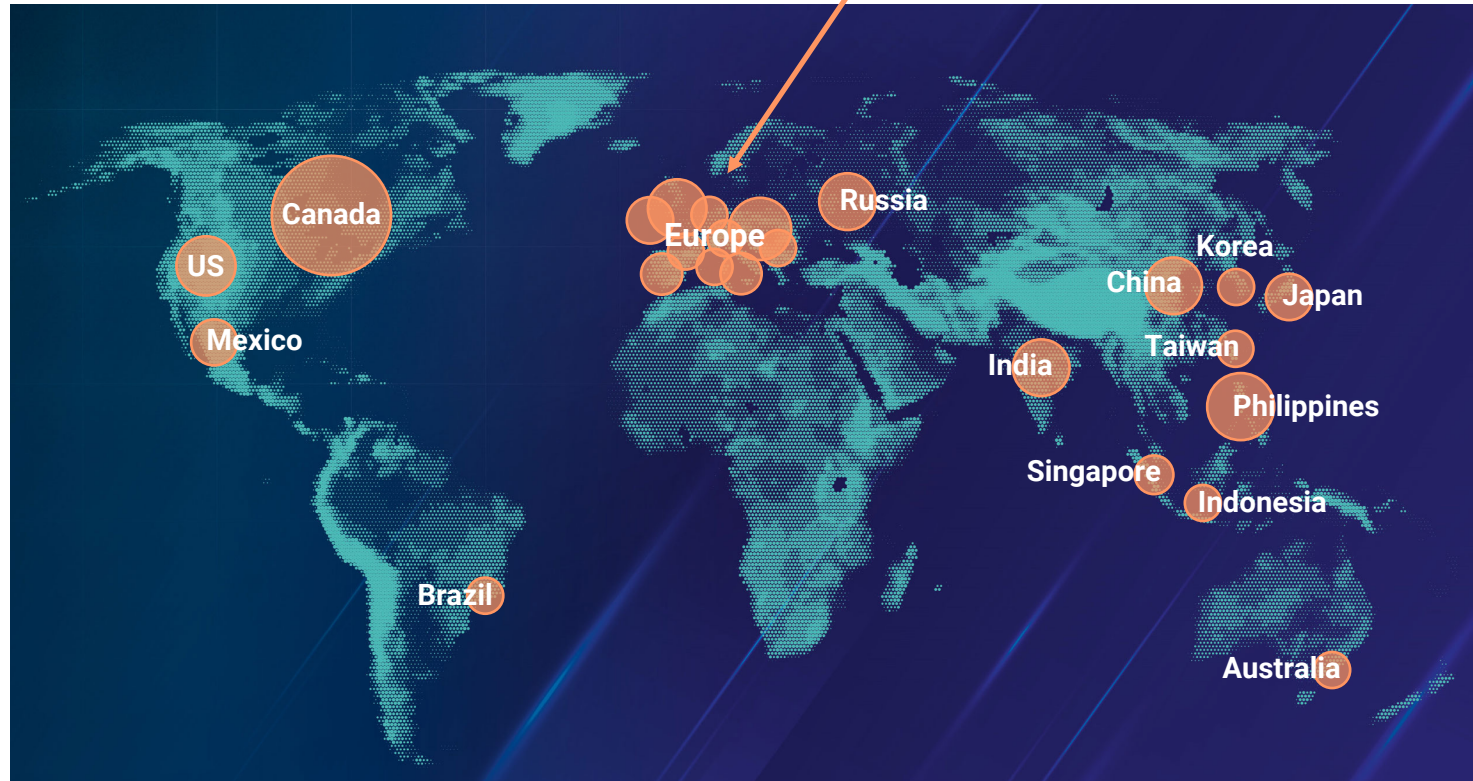 Canada
Russia
Europe
Korea
US
China
Japan
Mexico
Taiwan
India
Philippines
Singapore
Indonesia
Brazil
Australia